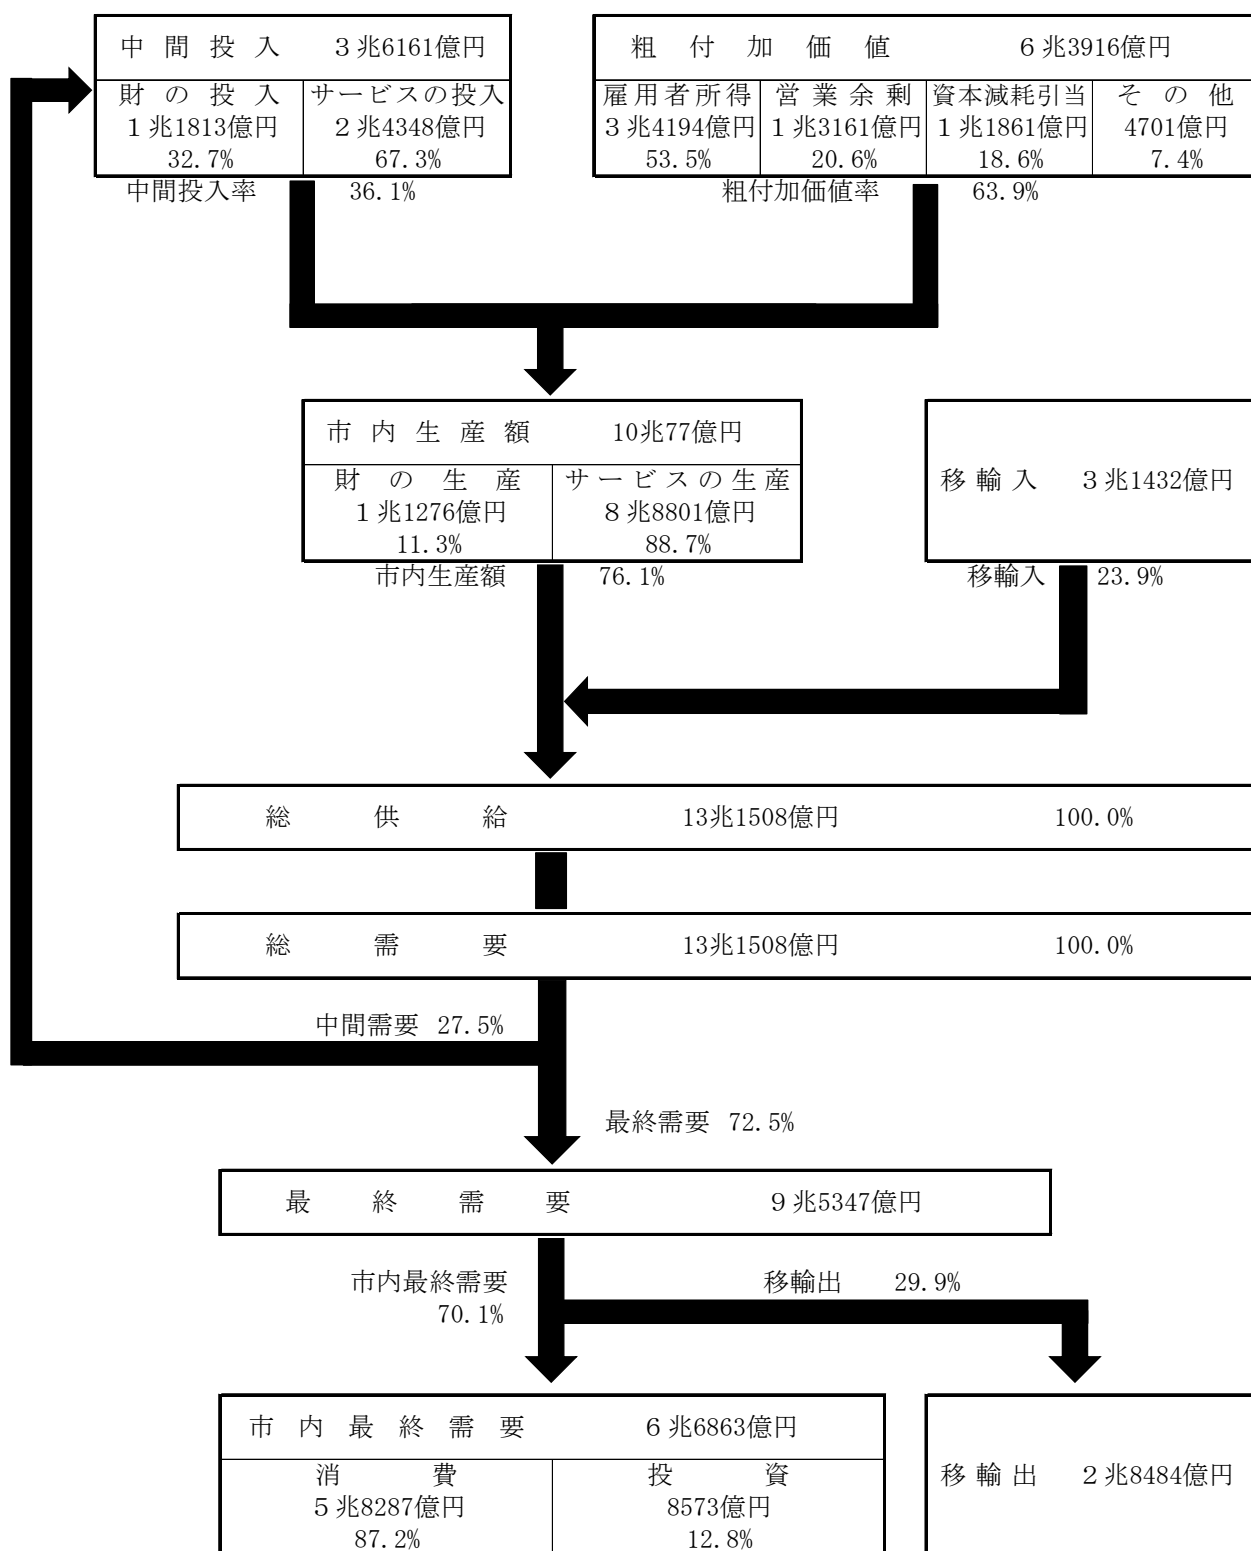 中間投入 3兆6161億円
粗付加価値 6兆3916億円
財の投入 サービスの投入
1兆1813億円 2兆4348億円
32.7% 67.3%
雇用者所得 営業余剰 資本減耗引当 その他
3兆4194億円 1兆3161億円 1兆1861億円 4701億円
53.5% 20.6% 18.6% 7.4%
中間投入率 36.1%
粗付加価値率 63.9%
市内生産額 10兆77億円
財の生産 サービスの生産
1兆1276億円 8兆8801億円
11.3% 88.7%
移輸入 3兆1432億円
市内生産額 76.1%
移輸入 23.9%
総供給 13兆1508億円 100.0%
総需要 13兆1508億円 100.0%
中間需要 27.5%
最終需要 72.5%
最終需要 9兆5347億円
市内最終需要
70.1%
移輸出 29.9%
市内最終需要 6兆6863億円
消費 投資
5兆8287億円 8573億円
87.2% 12.8%
移輸出 2兆8484億円